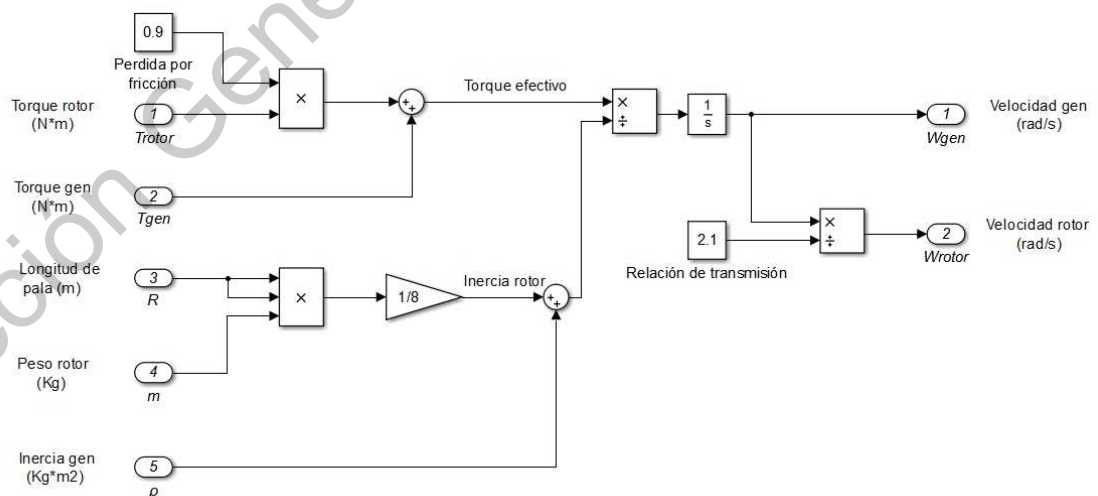 0.9
Perdida por
fricción
Torque rotor
(N*m)
1
Trotor
×
Torque efectivo
×
÷
1
s
1
Wgen
Velocidad gen
(rad/s)
Torque gen
(N*m)
2
Tgen
2.1
Relación de transmisión
×
÷
2
Wrotor
Velocidad rotor
(rad/s)
Longitud de
pala (m)
3
R
×
1/8
Inercia rotor
Peso rotor
(Kg)
4
m
Inercia gen
(Kg*m2)
5
ρ